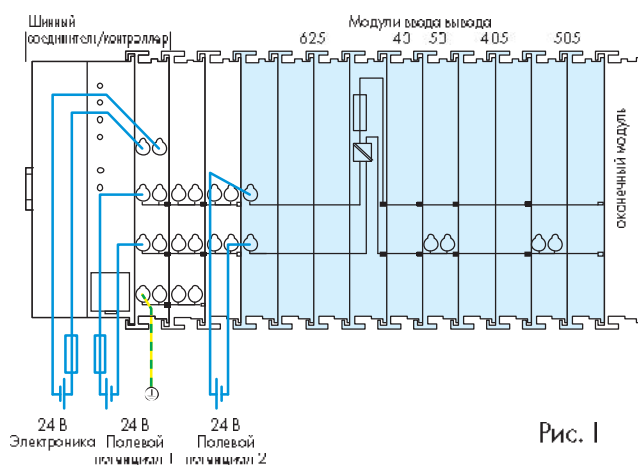 Шинный
соединитель/контроллер
Модули ввода вывода
625 40 50 405 505
оконечный модуль
24 В
Электроника
24 В
Полевой
потенциал 1
24 В
Полевой
потенциал 2
Рис. 1